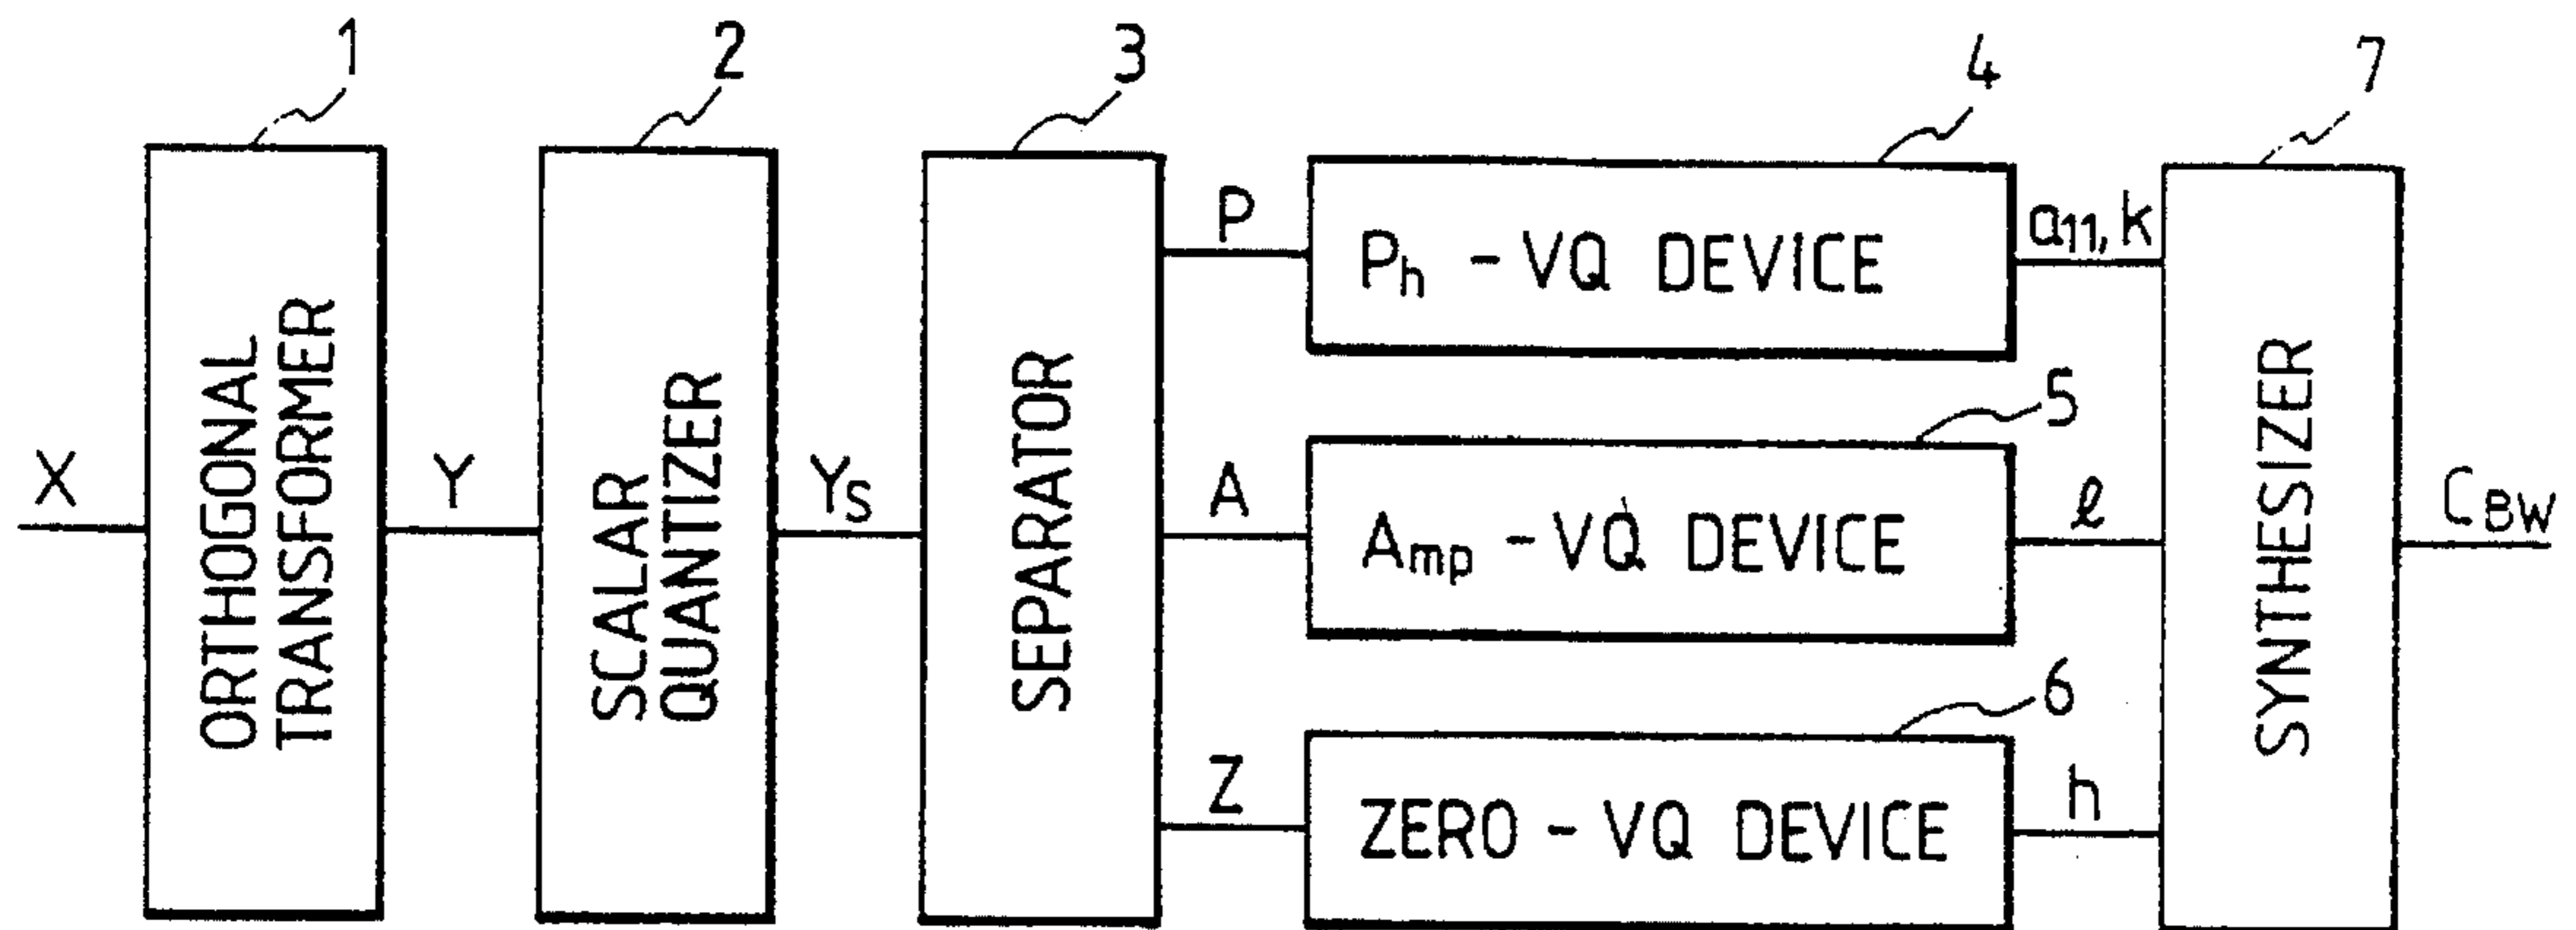 1
2
3
4
7
P
a11, k
Ph - VQ DEVICE
ORTHOGONAL
TRANSFORMER
SCALAR
QUANTIZER
SEPARATOR
SYNTHESIZER
5
X
Y
YS
A
Amp - VQ DEVICE
ℓ
CBW
6
Z
ZERO - VQ DEVICE
h